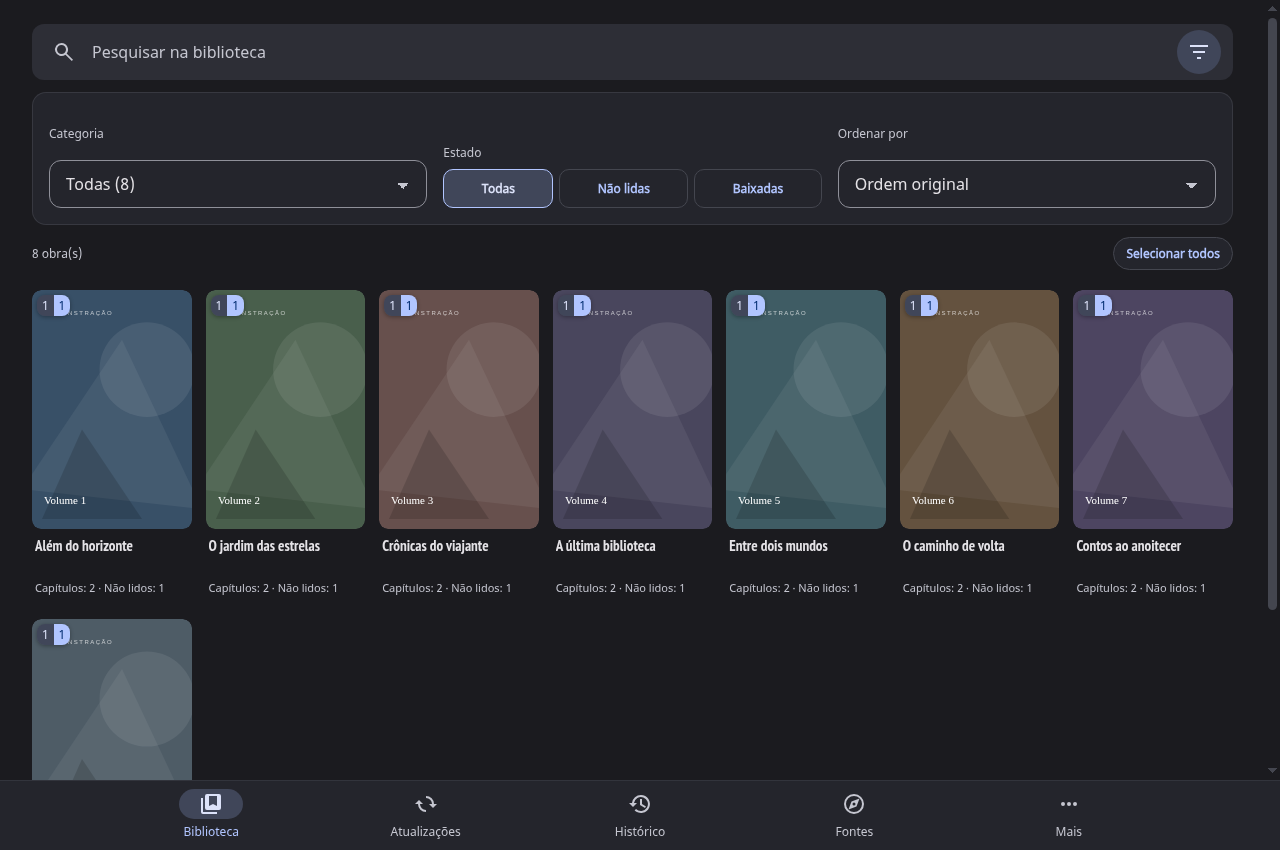 Pesquisar na biblioteca
Categoria
Todas (8)
Estado
Todas
Não lidas
Baixadas
Ordenar por
Ordem original
8 obra(s)
Selecionar todos
1 1
1 1
1 1
1 1
1 1
1 1
1 1
Volume 1
Volume 2
Volume 3
Volume 4
Volume 5
Volume 6
Volume 7
Além do horizonte
O jardim das estrelas
Crônicas do viajante
A última biblioteca
Entre dois mundos
O caminho de volta
Contos ao anoitecer
Capítulos: 2 · Não lidos: 1
Capítulos: 2 · Não lidos: 1
Capítulos: 2 · Não lidos: 1
Capítulos: 2 · Não lidos: 1
Capítulos: 2 · Não lidos: 1
Capítulos: 2 · Não lidos: 1
Capítulos: 2 · Não lidos: 1
1 1
Biblioteca
Atualizações
Histórico
Fontes
Mais